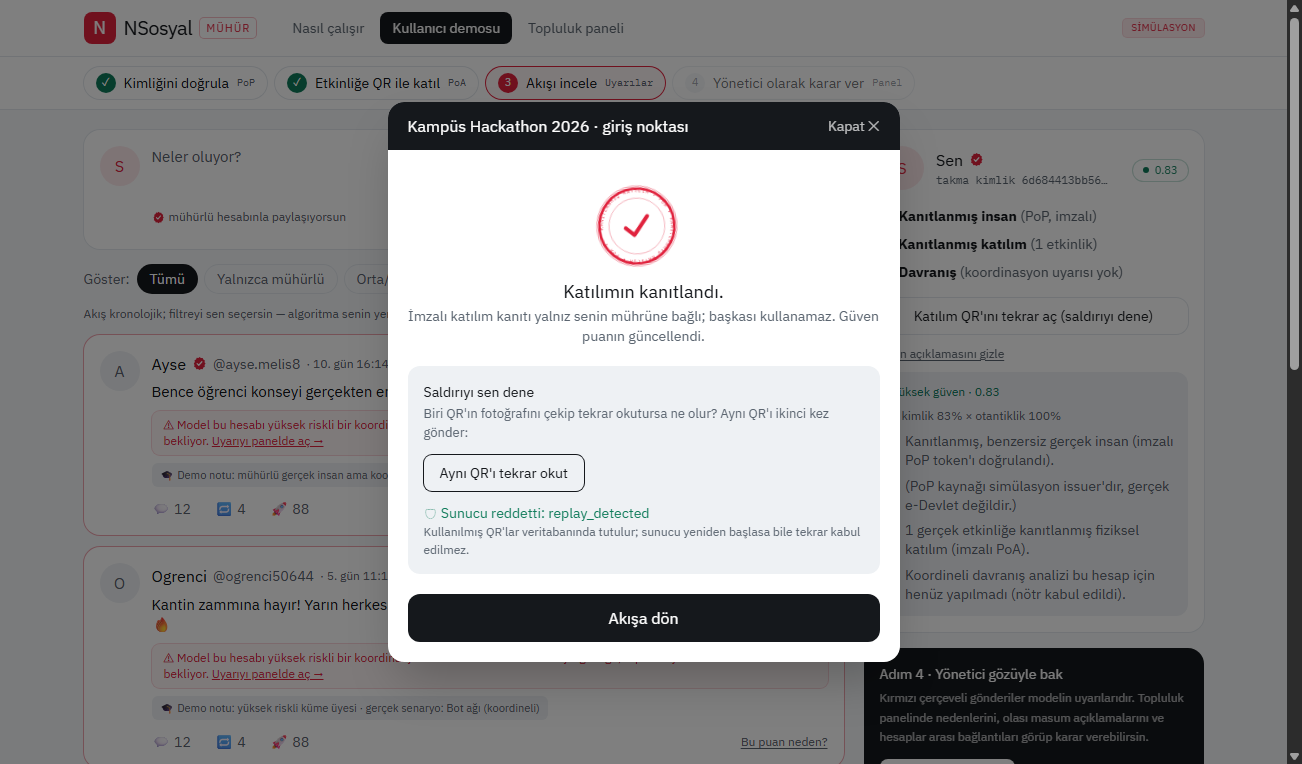 N NSosyal MÜHÜR Nasıl çalışır Kullanıcı demosu Topluluk paneli SİMÜLASYON
✓ Kimliğini doğrula PoP ✓ Etkinliğe QR ile katıl PoA 3 Akışı incele Uyarılar 4 Yönetici olarak karar ver Panel
Kampüs Hackathon 2026 · giriş noktası Kapat ×
Katılımın kanıtlandı.
İmzalı katılım kanıtı yalnız senin mührüne bağlı; başkası kullanamaz. Güven
puanın güncellendi.
Saldırıyı sen dene
Biri QR'ın fotoğrafını çekip tekrar okutursa ne olur? Aynı QR'ı ikinci kez
gönder:
Aynı QR'ı tekrar okut
Sunucu reddetti: replay_detected
Kullanılmış QR'lar veritabanında tutulur; sunucu yeniden başlasa bile tekrar kabul
edilmez.
Akışa dön
S Neler oluyor?
mühürlü hesabınla paylaşıyorsun
Göster: Tümü Yalnızca mühürlü Orta/
Akış kronolojik; filtreyi sen seçersin — algoritma senin
A Ayse @ayse.melis8 · 10. gün 16:14
Bence öğrenci konseyi gerçekten
⚠ Model bu hesabı yüksek riskli bir
bekliyor. Uyarıyı panelde aç →
Demo notu: mühürlü gerçek insan ama
12 4 88
O Ogrenci @ogrenci50644 · 5. gün 11:1
Kantin zammına hayır! Yarın herkes
🔥
⚠ Model bu hesabı yüksek riskli bir
bekliyor. Uyarıyı panelde aç →
Demo notu: yüksek riskli küme üyesi · gerçek senaryo: Bot ağı (koordineli)
12 4 88 Bu puan neden?
S Sen 0.83
takma kimlik 6d684413bb56…
Kanıtlanmış insan (PoP, imzalı)
Kanıtlanmış katılım (1 etkinlik)
Davranış (koordinasyon uyarısı yok)
Katılım QR'ını tekrar aç (saldırıyı dene)
açıklamasını gizle
güven · 0.83
kimlik 83% × otantiklik 100%
Kanıtlanmış, benzersiz gerçek insan (imzalı
PoP token'ı doğrulandı).
(PoP kaynağı simülasyon issuer'dır, gerçek
e-Devlet değildir.)
1 gerçek etkinliğe kanıtlanmış fiziksel
katılım (imzalı PoA).
Koordineli davranış analizi bu hesap için
henüz yapılmadı (nötr kabul edildi).
Adım 4 · Yönetici gözüyle bak
Kırmızı çerçeveli gönderiler modelin uyarılarıdır. Topluluk
panelinde nedenlerini, olası masum açıklamalarını ve
hesaplar arası bağlantıları görüp karar verebilirsin.